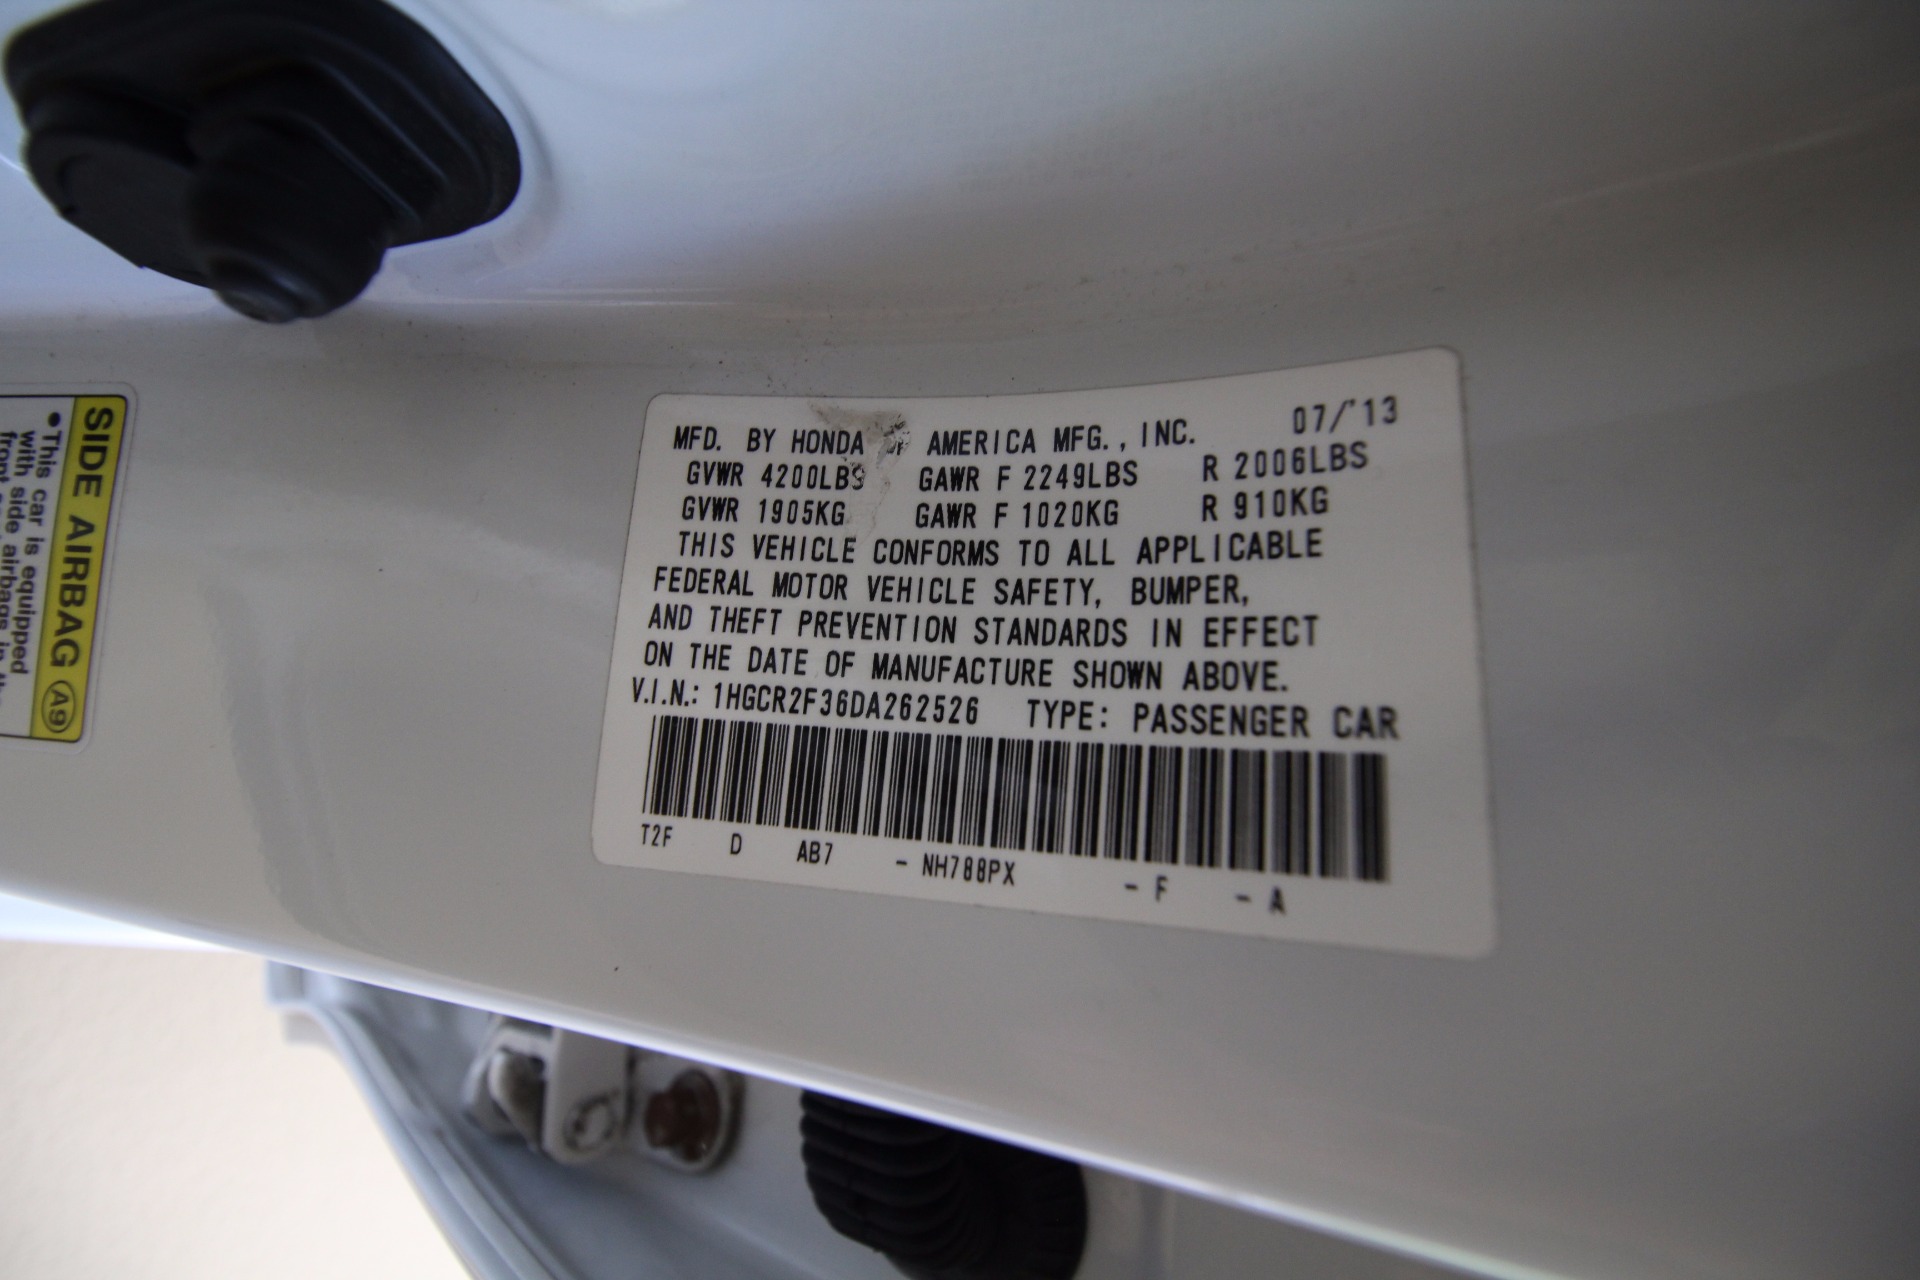 MFD. BY HONDA OF AMERICA MFG., INC. 07/'13
GVWR 4200LBS GAWR F 2249LBS R 2006LBS
GVWR 1905KG GAWR F 1020KG R 910KG
THIS VEHICLE CONFORMS TO ALL APPLICABLE
FEDERAL MOTOR VEHICLE SAFETY, BUMPER,
AND THEFT PREVENTION STANDARDS IN EFFECT
ON THE DATE OF MANUFACTURE SHOWN ABOVE.
V.I.N.: 1HGCR2F36DA262526 TYPE: PASSENGER CAR
T2F D AB7 - NH788PX - F - A
SIDE AIRBAG A9
•This car is equipped
with side airbags in
front